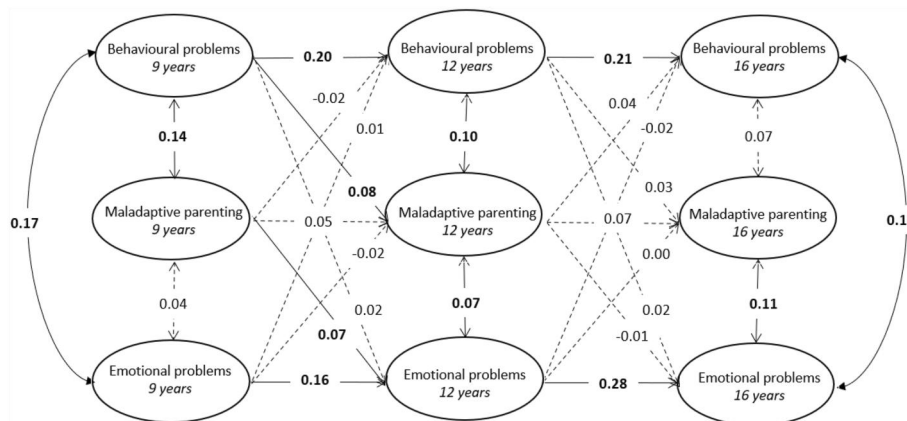 Behavioural problems
9 years
0.20
Behavioural problems
12 years
0.21
Behavioural problems
16 years
-0.02
0.01
0.04
-0.02
0.14
0.10
0.07
0.08
0.03
0.17
Maladaptive parenting
9 years
0.05
Maladaptive parenting
12 years
0.07
Maladaptive parenting
16 years
0.1
-0.02
0.00
0.04
0.02
0.07
0.07
0.02
-0.01
0.11
Emotional problems
9 years
0.16
Emotional problems
12 years
0.28
Emotional problems
16 years